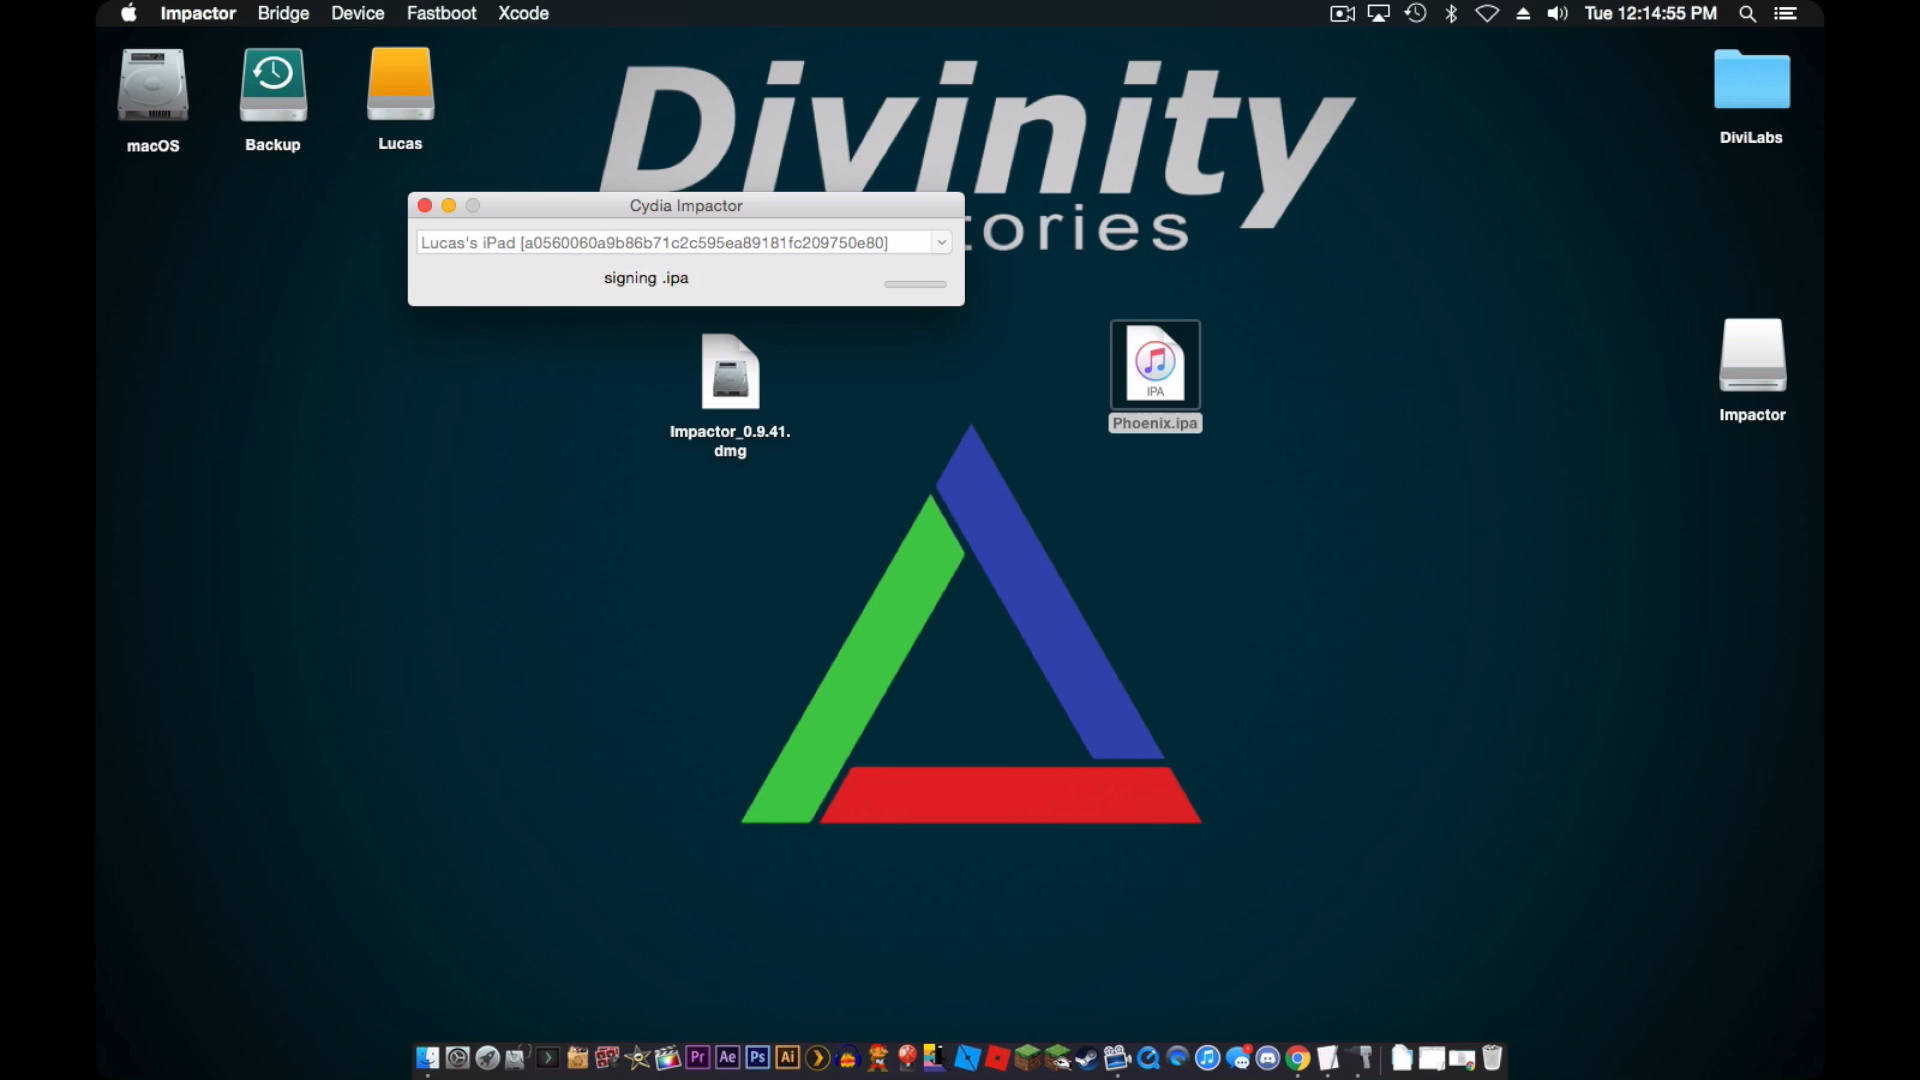 Impactor Bridge Device Fastboot Xcode
Tue 12:14:55 PM
macOS
Backup
Lucas
DiviLabs
Divinity
tories
Cydia Impactor
Lucas's iPad [a0560060a9b86b71c2c595ea89181fc209750e80]
signing .ipa
Impactor_0.9.41.
dmg
IPA
Phoenix.ipa
Impactor
Pr Ae Ps Ai